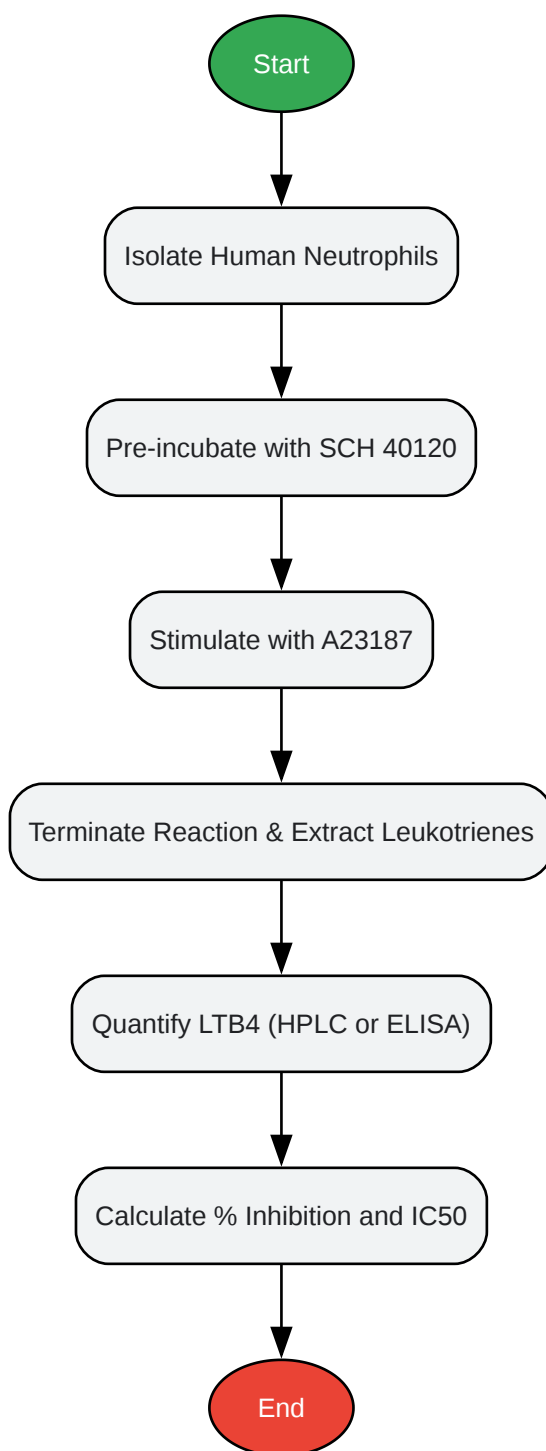 Start
Isolate Human Neutrophils
Pre-incubate with SCH 40120
Stimulate with A23187
Terminate Reaction & Extract Leukotrienes
Quantify LTB4 (HPLC or ELISA)
Calculate % Inhibition and IC50
End